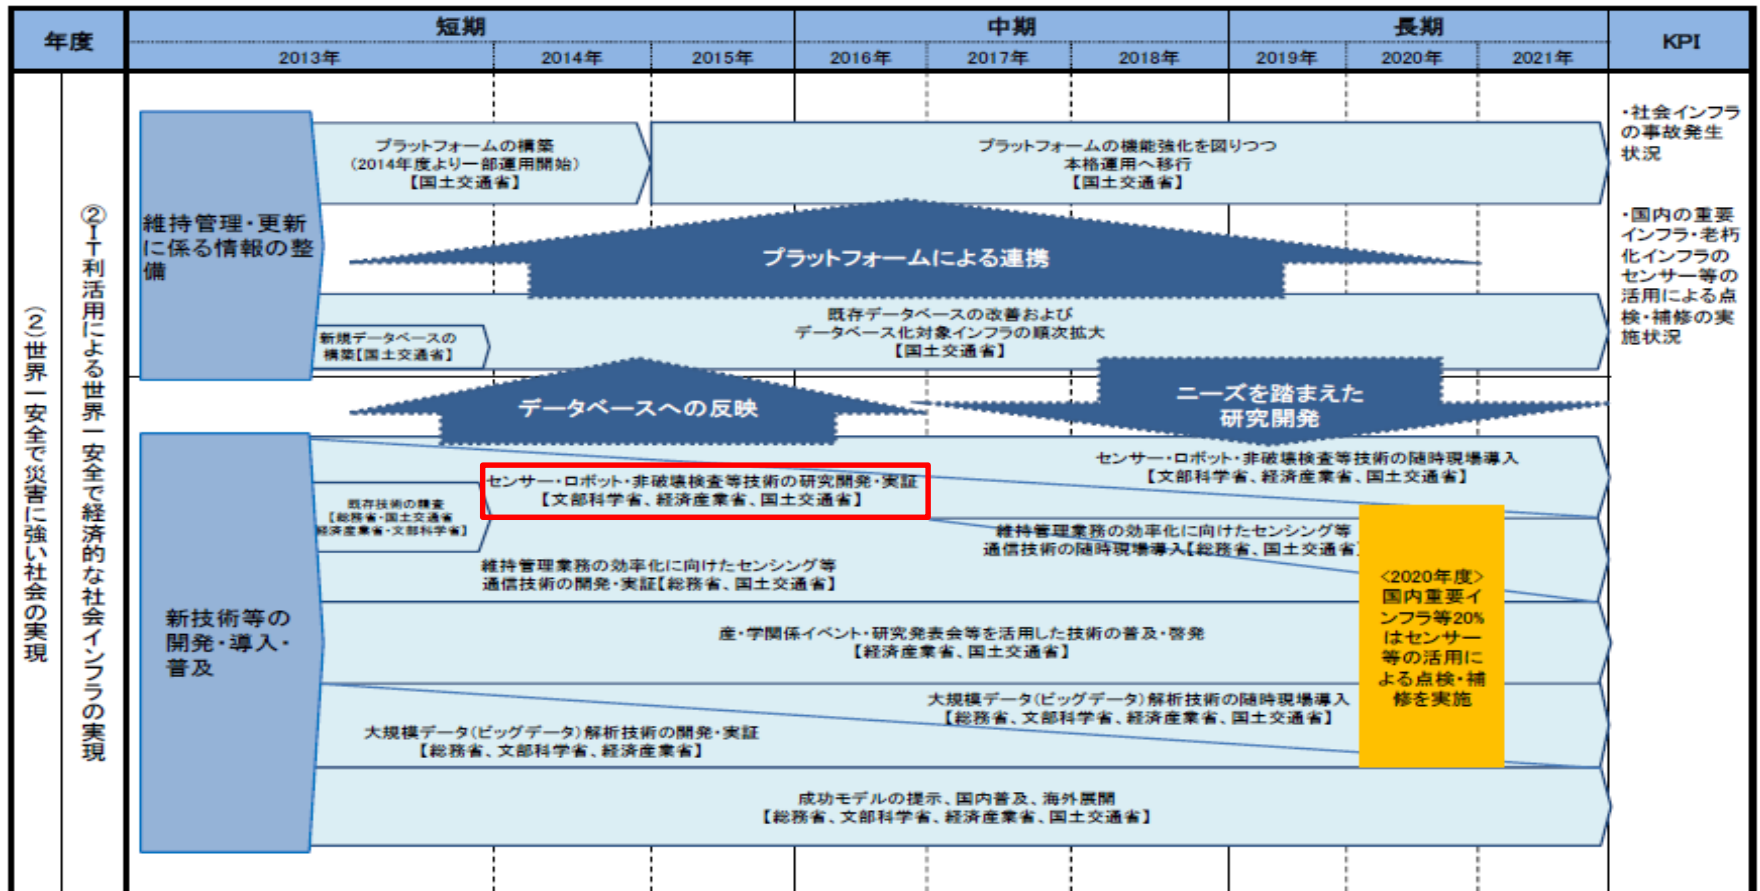 年度
短期
中期
長期
KPI
2013年
2014年
2015年
2016年
2017年
2018年
2019年
2020年
2021年
(2)世界一安全で災害に強い社会の実現
②IT利活用による世界一安全で経済的な社会インフラの実現
維持管理・更新
に係る情報の整
備
プラットフォームの構築
(2014年度より一部運用開始)
【国土交通省】
プラットフォームの機能強化を図りつつ
本格運用へ移行
【国土交通省】
プラットフォームによる連携
新規データベースの
構築【国土交通省】
既存データベースの改善および
データベース化対象インフラの順次拡大
【国土交通省】
データベースへの反映
ニーズを踏まえた
研究開発
新技術等の
開発・導入・
普及
既存技術の精査
【総務省・国土交通省
経済産業省・文部科学省】
センサー・ロボット・非破壊検査等技術の研究開発・実証
【文部科学省、経済産業省、国土交通省】
センサー・ロボット・非破壊検査等技術の随時現場導入
【文部科学省、経済産業省、国土交通省】
維持管理業務の効率化に向けたセンシング等
通信技術の開発・実証【総務省、国土交通省】
維持管理業務の効率化に向けたセンシング等
通信技術の随時現場導入【総務省、国土交通省】
産・学関係イベント・研究発表会等を活用した技術の普及・啓発
【経済産業省、国土交通省】
大規模データ(ビッグデータ)解析技術の開発・実証
【総務省、文部科学省、経済産業省】
大規模データ(ビッグデータ)解析技術の随時現場導入
【総務省、文部科学省、経済産業省、国土交通省】
成功モデルの提示、国内普及、海外展開
【総務省、文部科学省、経済産業省、国土交通省】
<2020年度>
国内重要イ
ンフラ等20%
はセンサー
等の活用に
よる点検・補
修を実施
・社会インフラ
の事故発生
状況
・国内の重要
インフラ・老朽
化インフラの
センサー等の
活用による点
検・補修の実
施状況